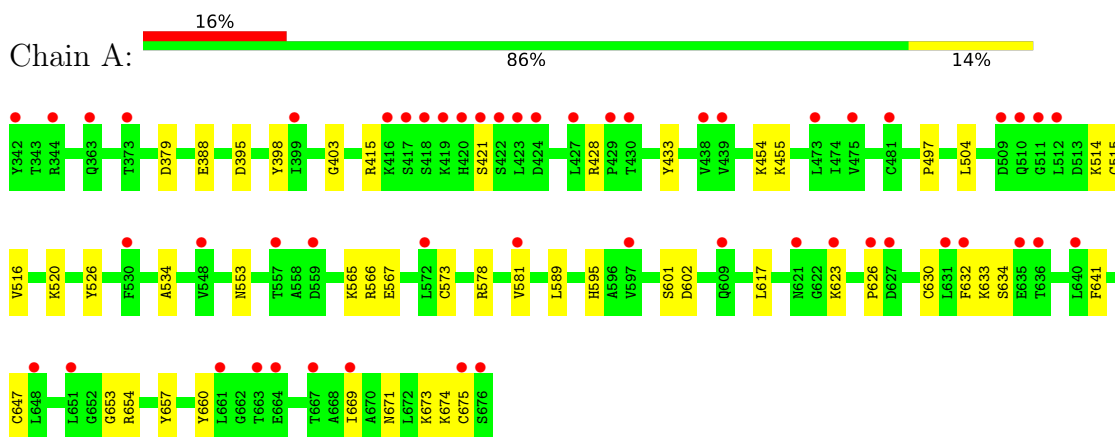 16%
Chain A:
86% 14%
Y342 T343 R344 Q363 T373 D379 E388 D395 Y398 I399 G403 R415 K416 S417 S418 K419 H420 S421 S422 L423 D424 L427 R428 P429 T430 Y433 V438 V439 K454 K455 L473 I474 V475 C481 P497 L504 D509 Q510 G511 L512 D513 K514 G515
V516 K520 Y526 F530 A534 V548 N553 T557 A558 D559 K565 R566 E567 L572 C573 R578 V581 L589 H595 A596 V597 S601 D602 Q609 L617 N621 G622 K623 P626 D627 C630 L631 F632 K633 S634 E635 T636 L640 F641
C647 L648 L651 G652 G653 R654 Y657 Y660 L661 G662 T663 E664 T667 A668 I669 A670 N671 L672 K673 K674 C675 S676